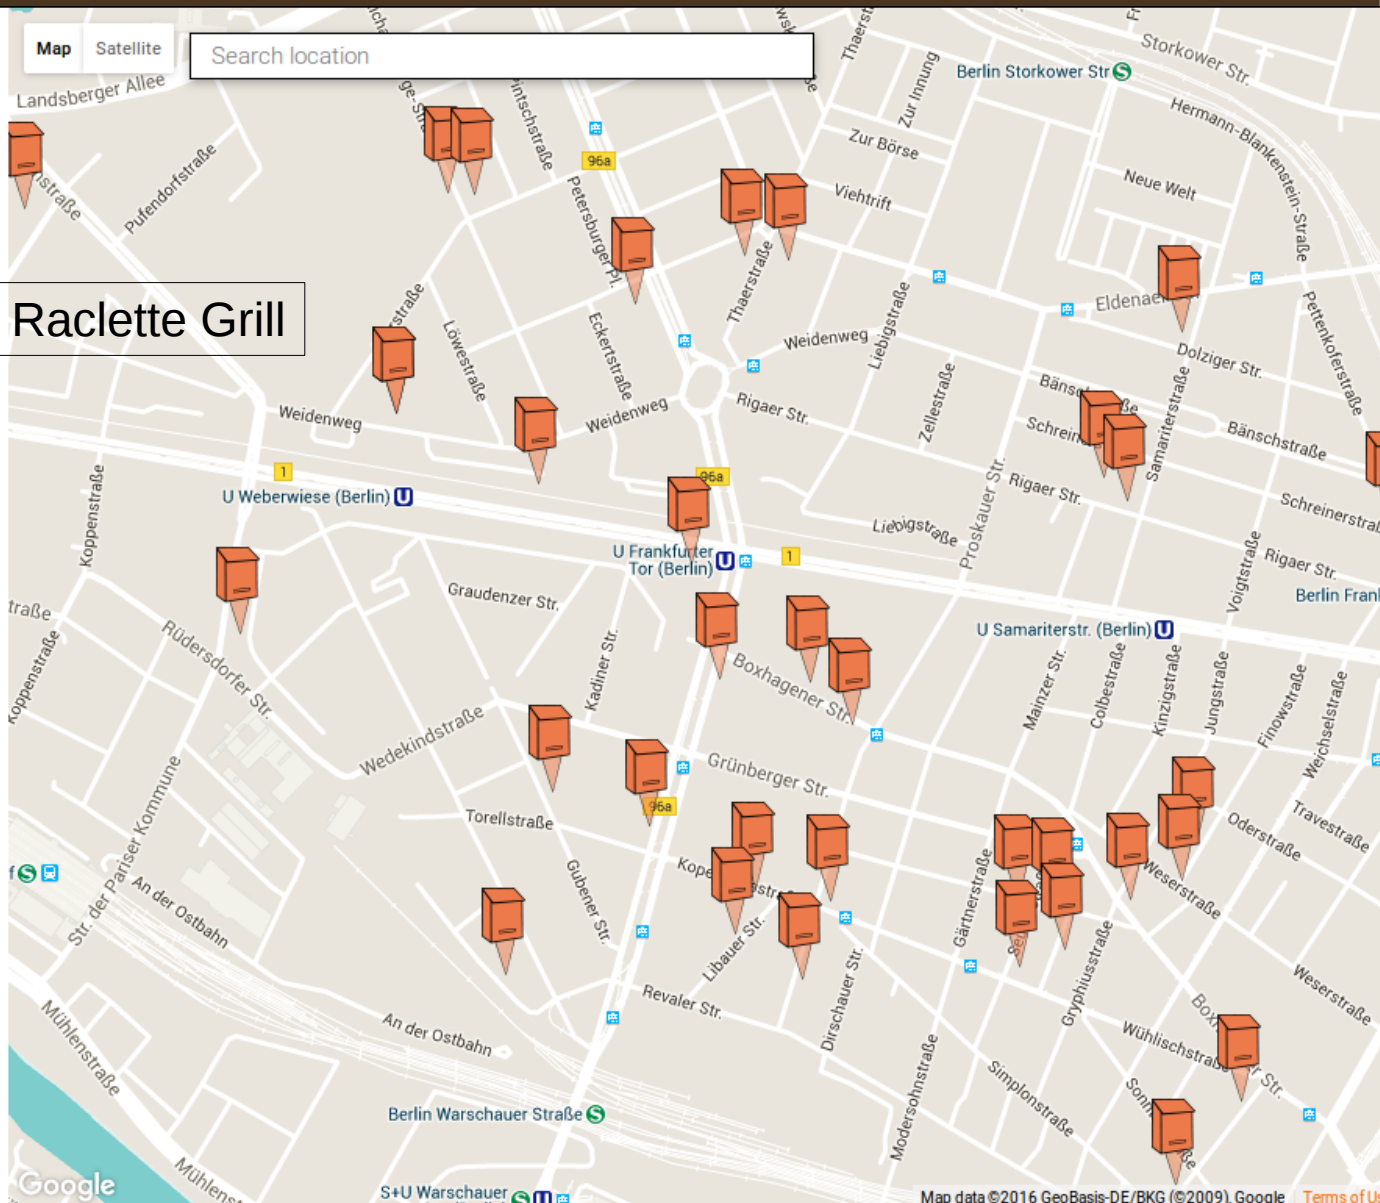 Map
Satellite
Search location
Landsberger Allee
Pufendorfstraße
96a
Petersburger Pl.
Thaerstraße
Zur Innung
Zur Börse
Viehtrift
Berlin Storkower Str
S
Storkower Str.
Hermann-Blankenstein-Straße
Neue Welt
Raclette Grill
Löwestraße
Eckertstraße
Weidenweg
Liebigstraße
Dolziger Str.
Pettenkoferstraße
Weidenweg
Weidenweg
Rigaer Str.
Zellestraße
Samariterstraße
Bänschstraße
1
U Weberwiese (Berlin)
U
96a
Proskauer Str.
Rigaer Str.
Koppenstraße
Liebigstraße
U Frankfurter
Tor (Berlin)
U
1
Voigtstraße
Rigaer Str.
Graudenzer Str.
U Samariterstr. (Berlin)
U
Koppenstraße
Rüdersdorfer Str.
Kadiner Str.
Boxhagener Str.
Mainzer Str.
Colbestraße
Kinzigstraße
Jungstraße
Finowstraße
Weichselstraße
Wedekindstraße
Grünberger Str.
96a
Torellstraße
Oderstraße
Travestraße
Str. der Pariser Kommune
An der Ostbahn
Gubener Str.
Gärtnerstraße
Weserstraße
S
Libauer Str.
Dirschauer Str.
Gryphiusstraße
Weserstraße
Revaler Str.
Mühlenstraße
An der Ostbahn
Modersohnstraße
Simplonstraße
Wühlischstraße
Berlin Warschauer Straße
S
Google
S+U Warschauer
S
U
Map data ©2016 GeoBasis-DE/BKG (©2009), Google
Terms of Us